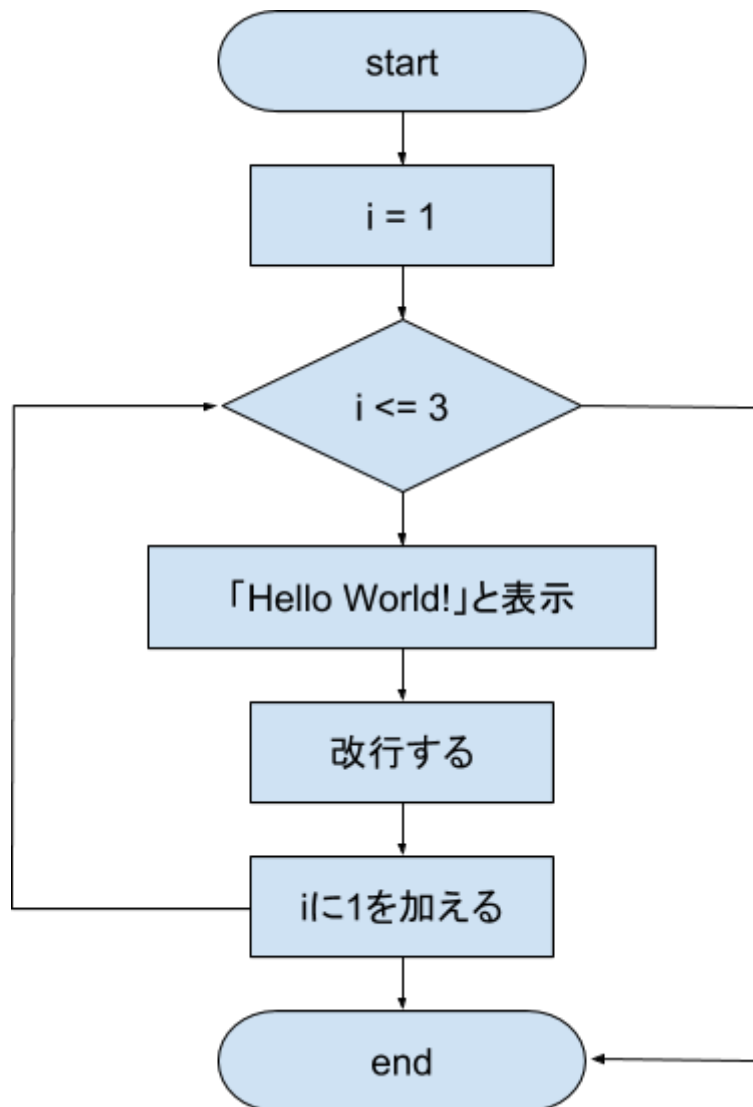 start
i = 1
i <= 3
「Hello World!」と表示
改行する
iに1を加える
end